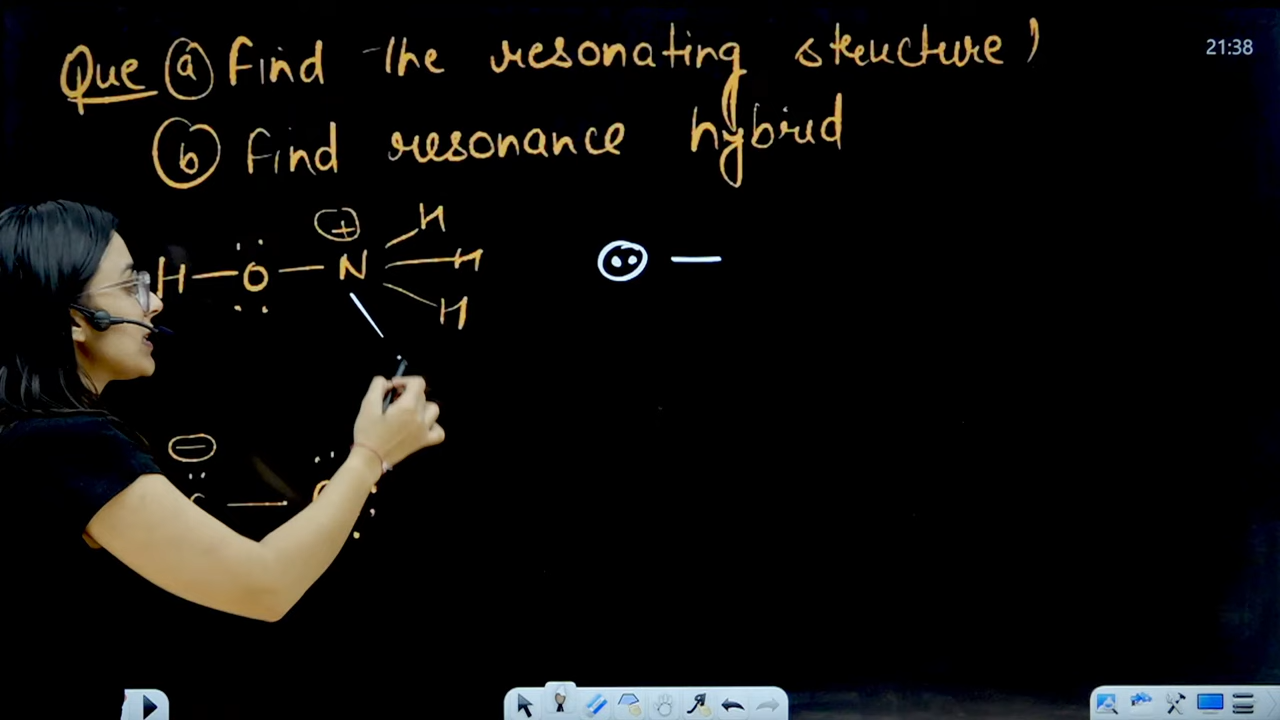 Que (a) Find the resonating structure)
21:38
(b) Find resonance hybrid
H — O — N ⊕ H
H
H